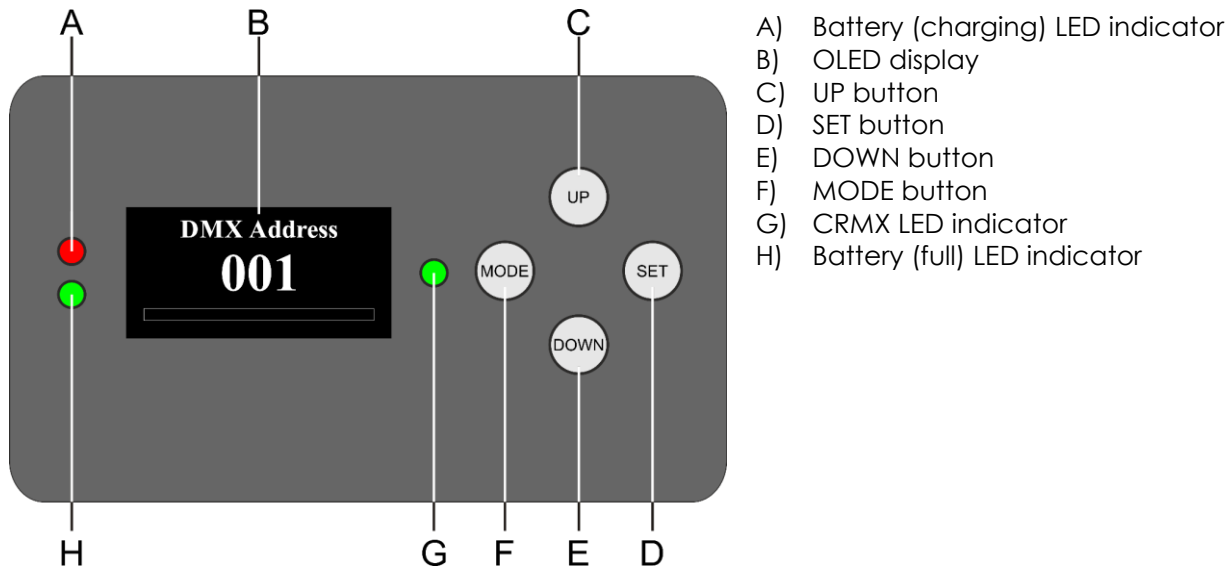 A B C
DMX Address
001
UP
MODE
SET
DOWN
H G F E D
A) Battery (charging) LED indicator
B) OLED display
C) UP button
D) SET button
E) DOWN button
F) MODE button
G) CRMX LED indicator
H) Battery (full) LED indicator